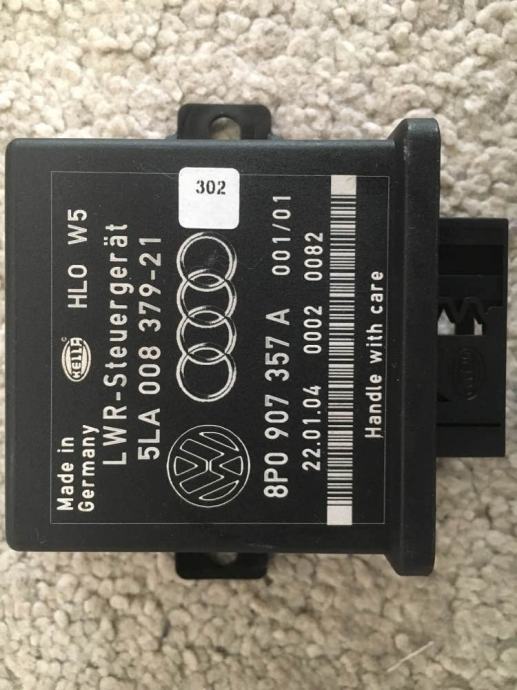 Made in
Germany
HELLA
HLO W5
LWR-Steuergerät
5LA 008 379-21
302
8P0 907 357 A 001/01
22.01.04 0002 0082
Handle with care